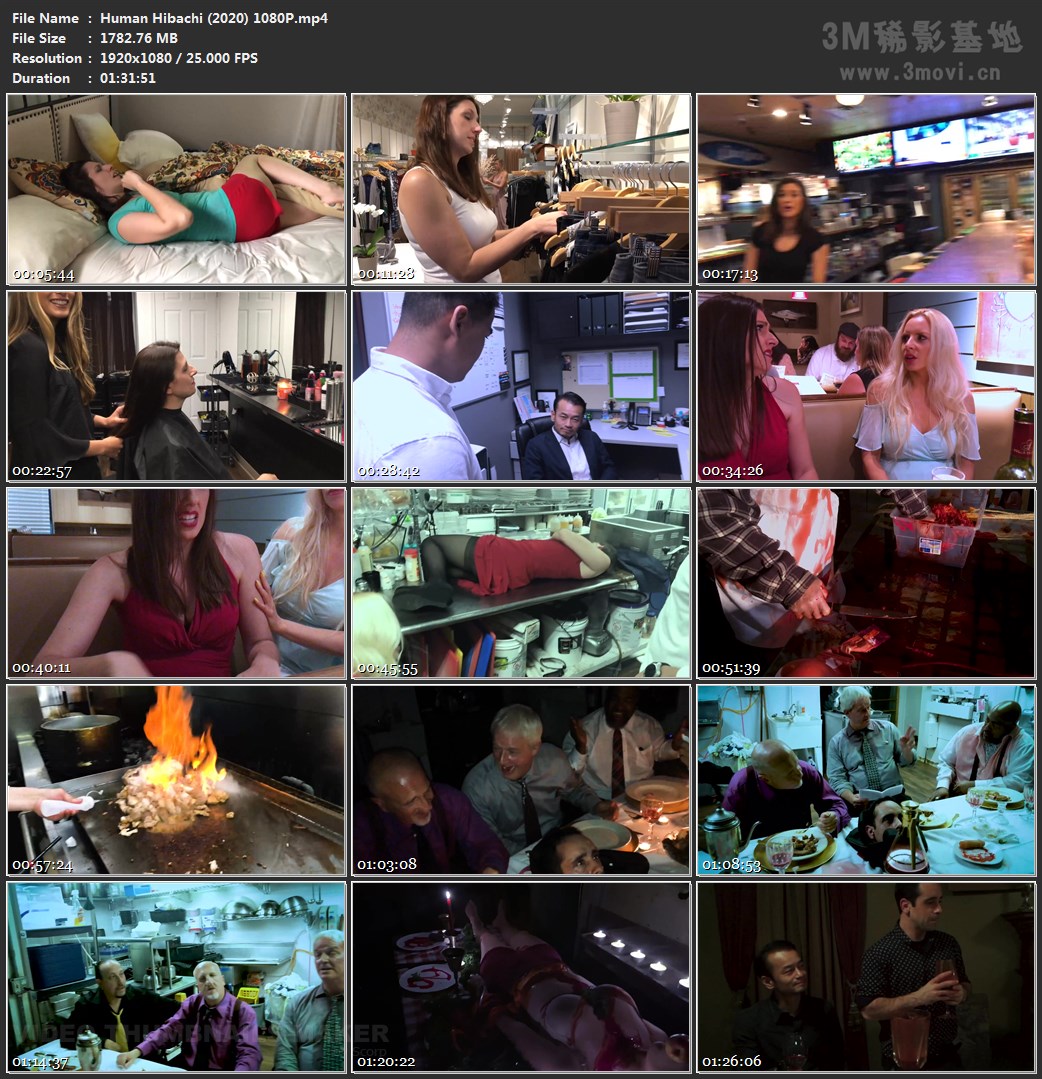 File Name : Human Hibachi (2020) 1080P.mp4
File Size : 1782.76 MB
Resolution : 1920x1080 / 25.000 FPS
Duration : 01:31:51
3M稀影基地
www.3movi.cn
00:05:44
00:11:28
00:17:13
00:22:57
00:28:42
00:34:26
00:40:11
00:45:55
00:51:39
00:57:24
01:03:08
01:08:53
01:14:37
01:20:22
01:26:06